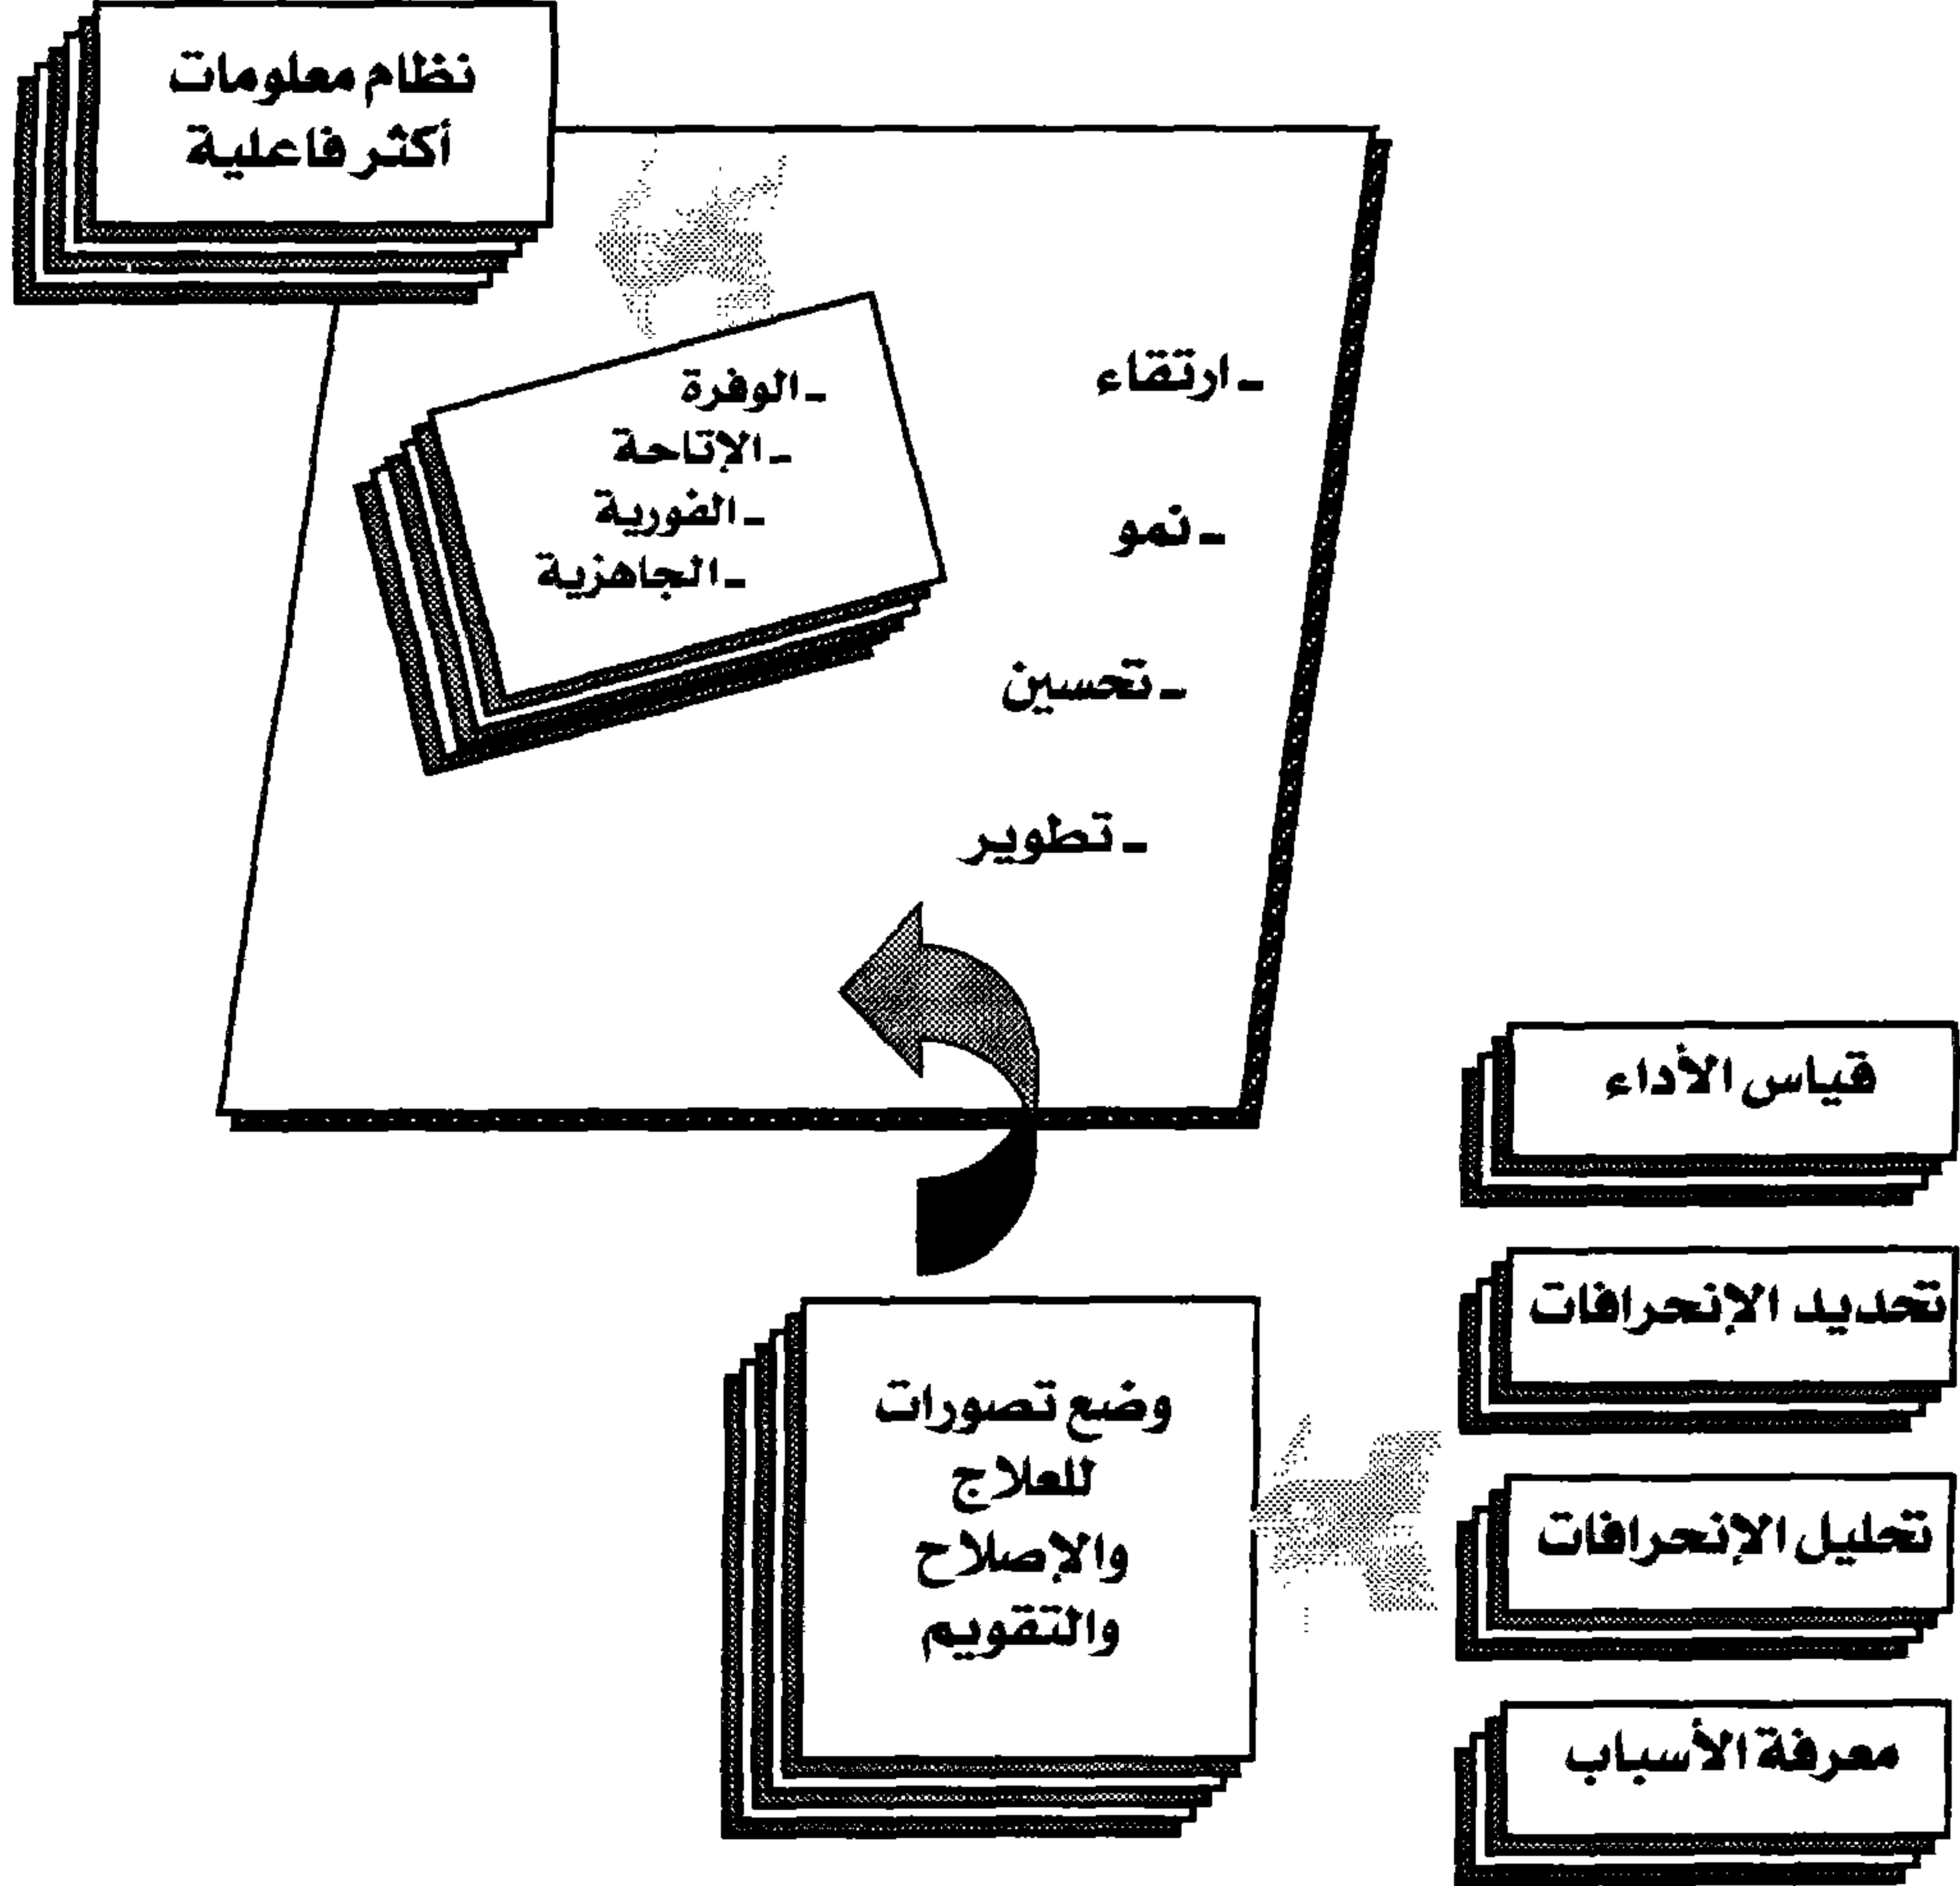 نظام معلومات
أكثر فاعلية
ـ ارتقاء
ـ نمو
ـ تحسين
ـ تطوير
ـ الوفرة
ـ الإتاحة
ـ الفورية
ـ الجاهزية
قياس الأداء
تحديد الإنحرافات
تحليل الإنحرافات
معرفة الأسباب
وضع تصورات
للعلاج
والإصلاح
والتقويم